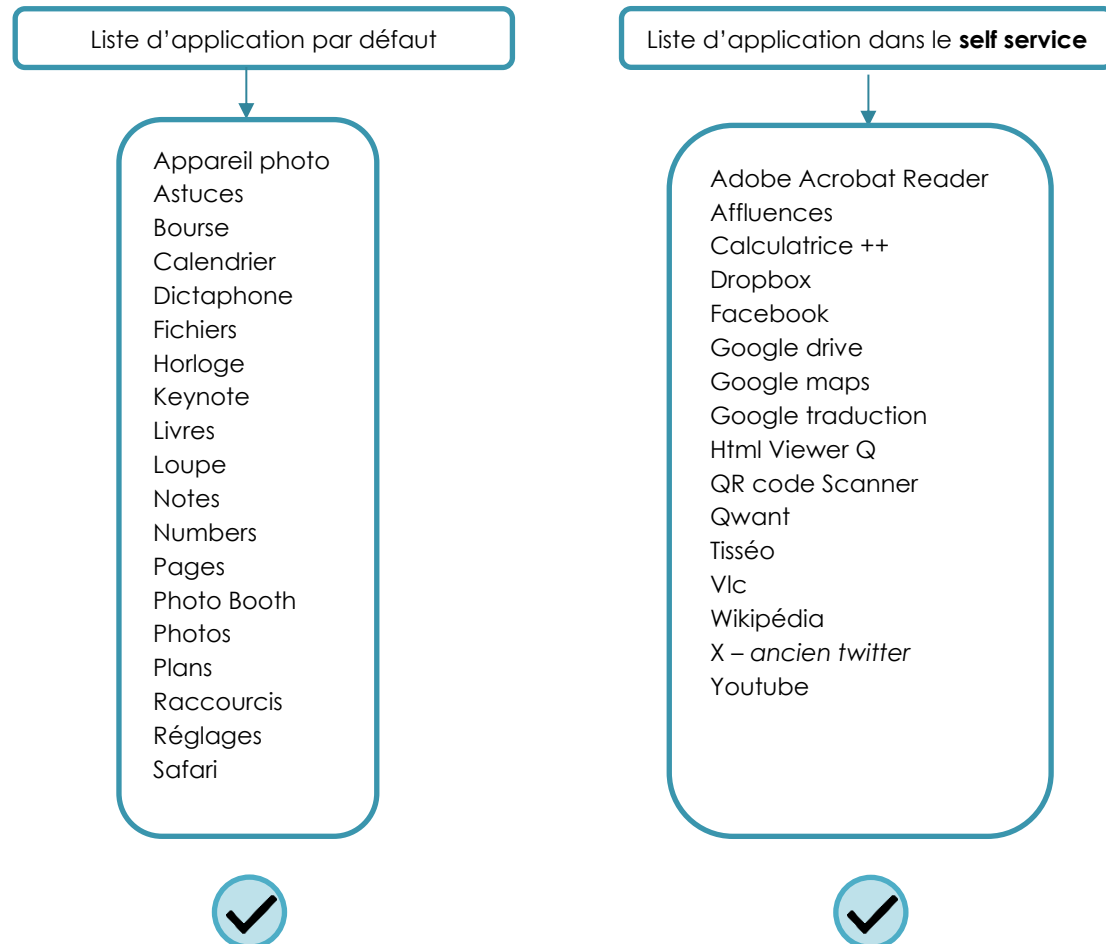 Liste d’application par défaut
Appareil photo
Astuces
Bourse
Calendrier
Dictaphone
Fichiers
Horloge
Keynote
Livres
Loupe
Notes
Numbers
Pages
Photo Booth
Photos
Plans
Raccourcis
Réglages
Safari
Liste d’application dans le self service
Adobe Acrobat Reader
Affluences
Calculatrice ++
Dropbox
Facebook
Google drive
Google maps
Google traduction
Html Viewer Q
QR code Scanner
Qwant
Tisséo
Vlc
Wikipédia
X – ancien twitter
Youtube